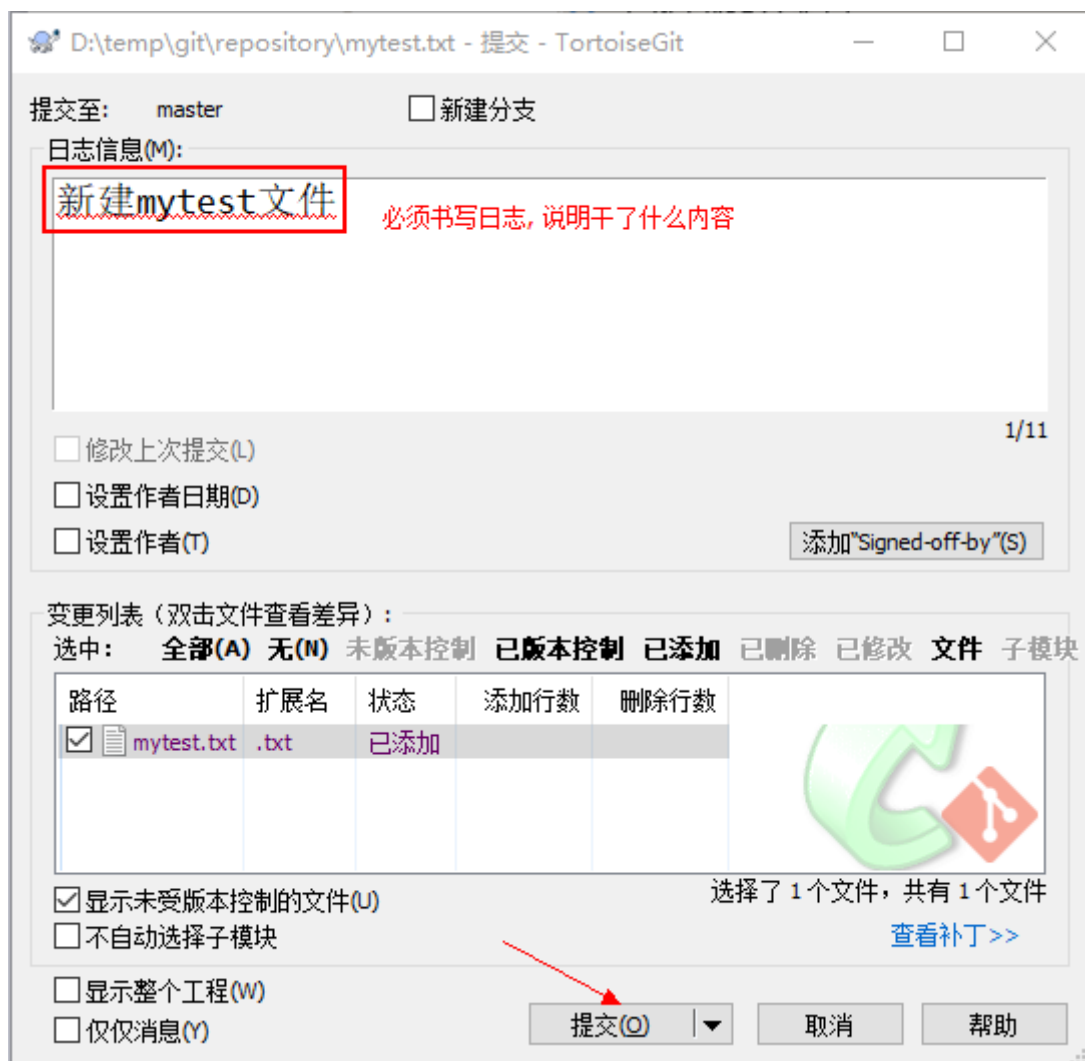 D:\temp\git\repository\mytest.txt - 提交 - TortoiseGit
提交至: master 新建分支
日志信息(M):
新建mytest文件
必须书写日志, 说明干了什么内容
1/11
修改上次提交(L)
设置作者日期(D)
设置作者(T) 添加"Signed-off-by"(S)
变更列表（双击文件查看差异）:
选中: 全部(A) 无(N) 未版本控制 已版本控制 已添加 已删除 已修改 文件 子模块
路径 扩展名 状态 添加行数 删除行数
mytest.txt .txt 已添加
显示未受版本控制的文件(U) 选择了 1 个文件，共有 1 个文件
不自动选择子模块 查看补丁>>
显示整个工程(W)
仅仅消息(Y) 提交(O) 取消 帮助